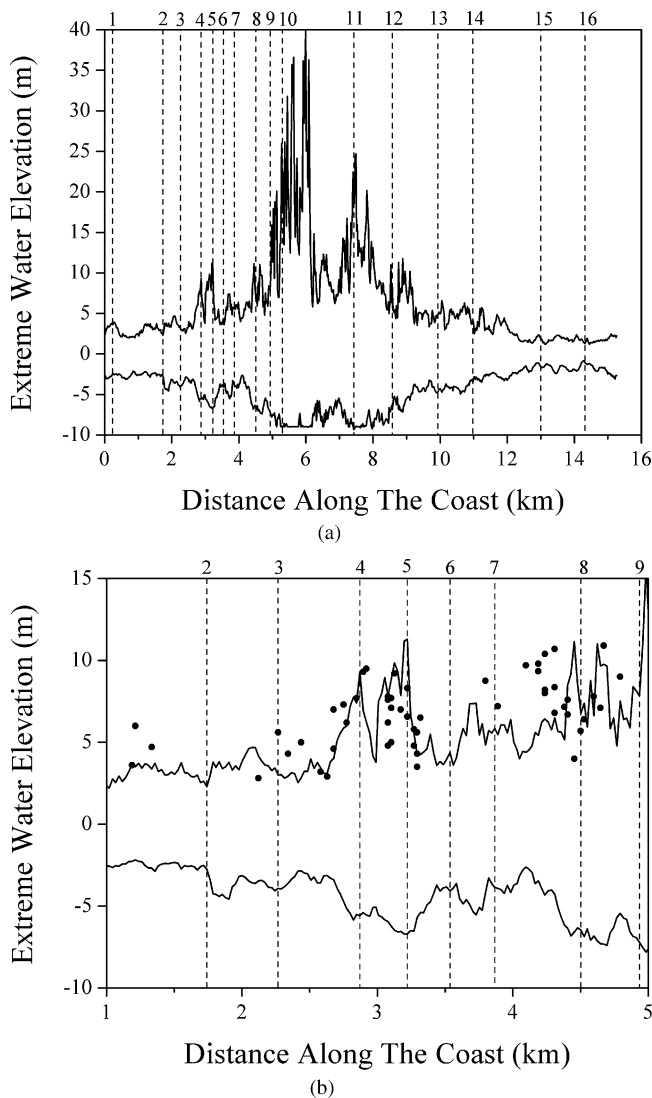 1 2 3 4 5 6 7 8 9 10 11 12 13 14 15 16
40
35
30
25
20
15
10
5
0
-5
-10
Extreme Water Elevation (m)
0 2 4 6 8 10 12 14 16
Distance Along The Coast (km)
(a)
2 3 4 5 6 7 8 9
15
10
5
0
-5
-10
Extreme Water Elevation (m)
1 2 3 4 5
Distance Along The Coast (km)
(b)